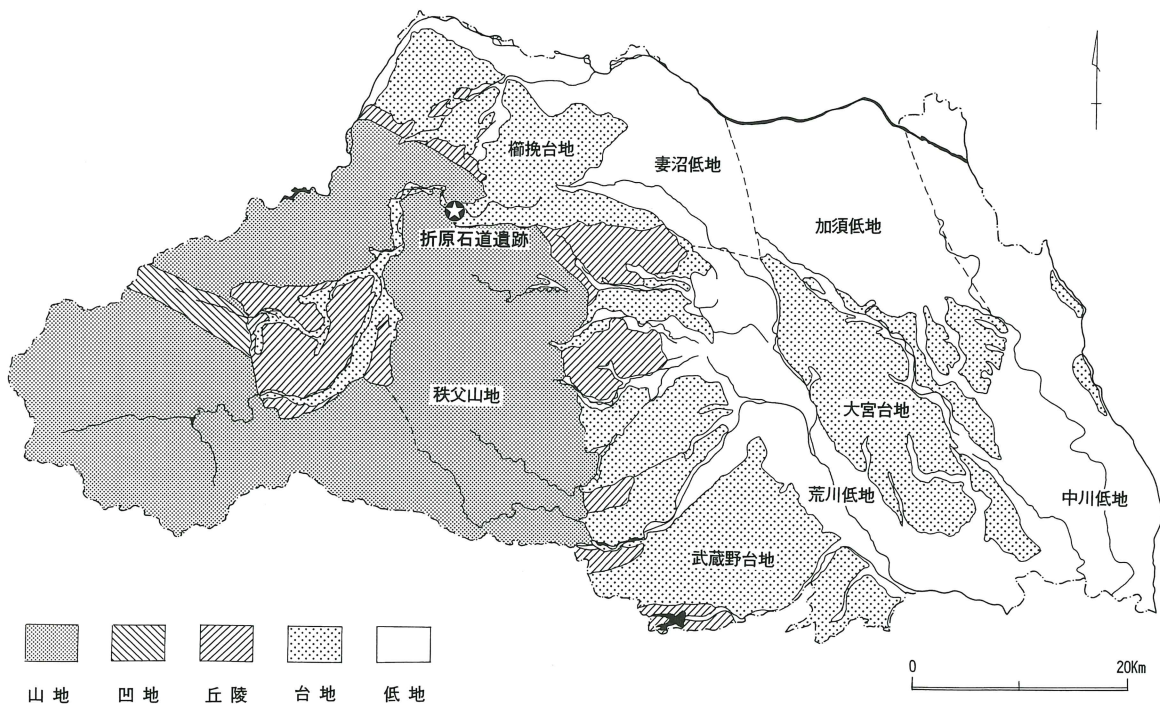 櫛挽台地
妻沼低地
加須低地
折原石道遺跡
秩父山地
大宮台地
荒川低地
中川低地
武蔵野台地
山地
凹地
丘陵
台地
低地
0
20Km